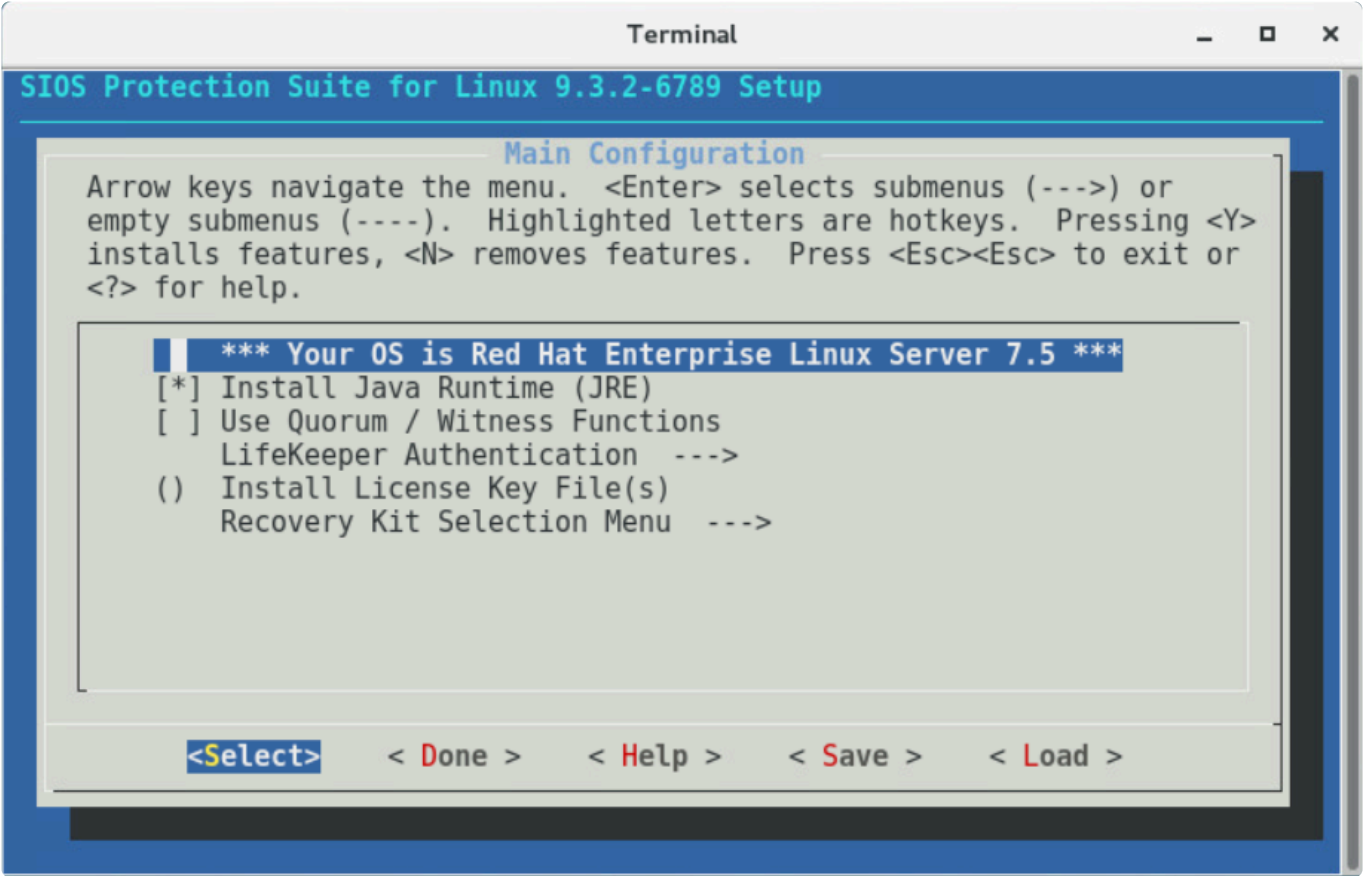 Terminal
SIOS Protection Suite for Linux 9.3.2-6789 Setup
Main Configuration
Arrow keys navigate the menu.  <Enter> selects submenus (--->) or
empty submenus (----).  Highlighted letters are hotkeys.  Pressing <Y>
installs features, <N> removes features.  Press <Esc><Esc> to exit or
<?> for help.
*** Your OS is Red Hat Enterprise Linux Server 7.5 ***
[*] Install Java Runtime (JRE)
[ ] Use Quorum / Witness Functions
LifeKeeper Authentication  --->
()  Install License Key File(s)
Recovery Kit Selection Menu  --->
<Select>    < Done >    < Help >    < Save >    < Load >